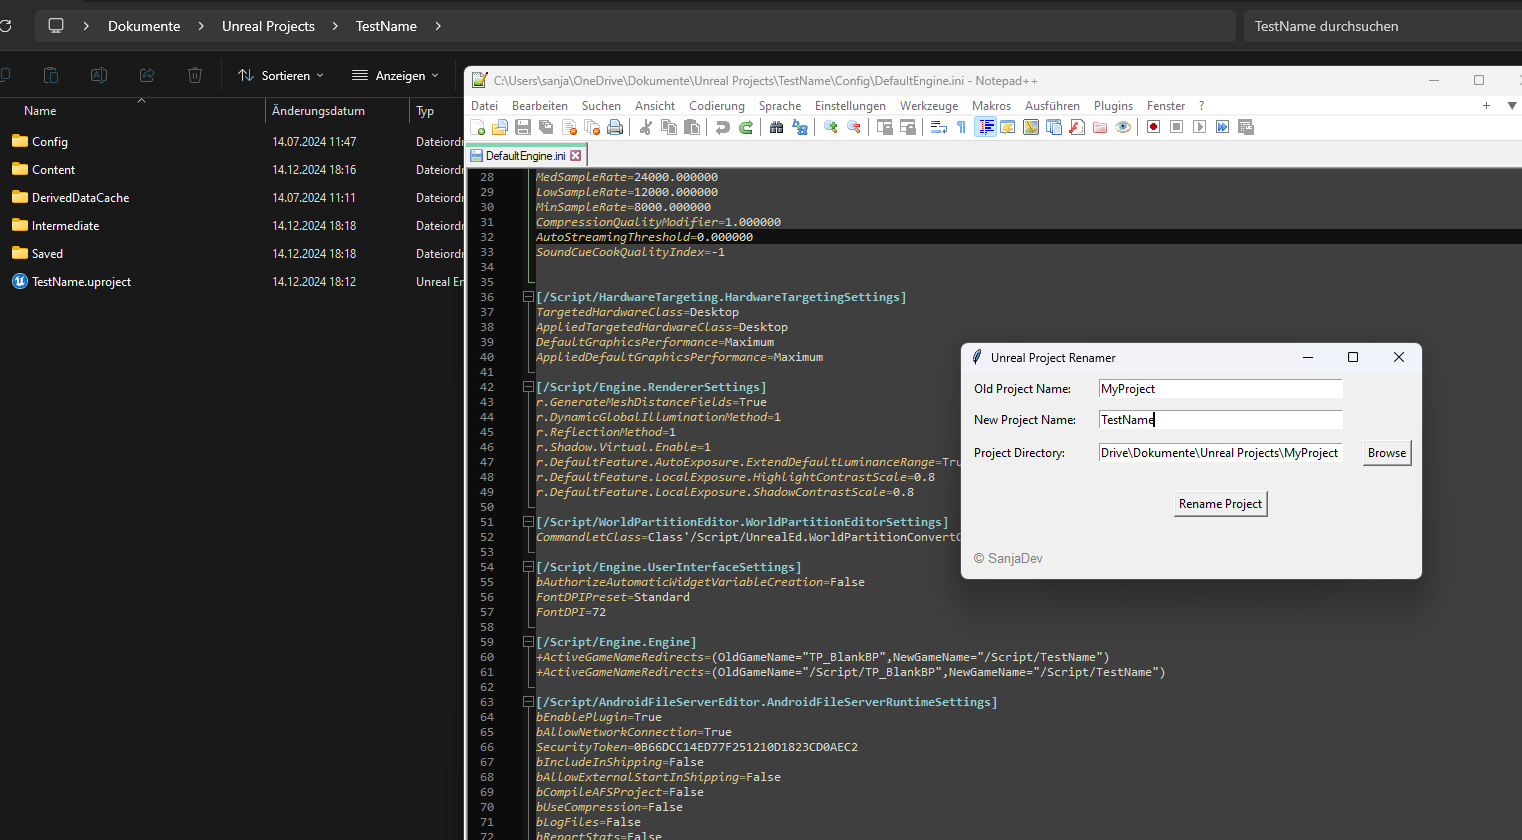 Dokumente
Unreal Projects
TestName
TestName durchsuchen
Sortieren
Anzeigen
Name
Änderungsdatum
Typ
Config 14.07.2024 11:47 Dateiordn
Content 14.12.2024 18:16 Dateiordn
DerivedDataCache 14.07.2024 11:11 Dateiordn
Intermediate 14.12.2024 18:18 Dateiordn
Saved 14.12.2024 18:18 Dateiordn
TestName.uproject 14.12.2024 18:12 Unreal En
C:\Users\sanja\OneDrive\Dokumente\Unreal Projects\TestName\Config\DefaultEngine.ini - Notepad++
Datei Bearbeiten Suchen Ansicht Codierung Sprache Einstellungen Werkzeuge Makros Ausführen Plugins Fenster ?
DefaultEngine.ini
28 MedSampleRate=24000.000000
29 LowSampleRate=12000.000000
30 MinSampleRate=8000.000000
31 CompressionQualityModifier=1.000000
32 AutoStreamingThreshold=0.000000
33 SoundCueCookQualityIndex=-1
34
35
36 [/Script/HardwareTargeting.HardwareTargetingSettings]
37 TargetedHardwareClass=Desktop
38 AppliedTargetedHardwareClass=Desktop
39 DefaultGraphicsPerformance=Maximum
40 AppliedDefaultGraphicsPerformance=Maximum
41
42 [/Script/Engine.RendererSettings]
43 r.GenerateMeshDistanceFields=True
44 r.DynamicGlobalIlluminationMethod=1
45 r.ReflectionMethod=1
46 r.Shadow.Virtual.Enable=1
47 r.DefaultFeature.AutoExposure.ExtendDefaultLuminanceRange=Tru
48 r.DefaultFeature.LocalExposure.HighlightContrastScale=0.8
49 r.DefaultFeature.LocalExposure.ShadowContrastScale=0.8
50
51 [/Script/WorldPartitionEditor.WorldPartitionEditorSettings]
52 CommandletClass=Class'/Script/UnrealEd.WorldPartitionConvertC
53
54 [/Script/Engine.UserInterfaceSettings]
55 bAuthorizeAutomaticWidgetVariableCreation=False
56 FontDPIPreset=Standard
57 FontDPI=72
58
59 [/Script/Engine.Engine]
60 +ActiveGameNameRedirects=(OldGameName="TP_BlankBP",NewGameName="/Script/TestName")
61 +ActiveGameNameRedirects=(OldGameName="/Script/TP_BlankBP",NewGameName="/Script/TestName")
62
63 [/Script/AndroidFileServerEditor.AndroidFileServerRuntimeSettings]
64 bEnablePlugin=True
65 bAllowNetworkConnection=True
66 SecurityToken=0B66DCC14ED77F251210D1823CD0AEC2
67 bIncludeInShipping=False
68 bAllowExternalStartInShipping=False
69 bCompileAFSProject=False
70 bUseCompression=False
71 bLogFiles=False
72 bReportStats=False
Unreal Project Renamer
Old Project Name: MyProject
New Project Name: TestName
Project Directory: Drive\Dokumente\Unreal Projects\MyProject Browse
Rename Project
© SanjaDev